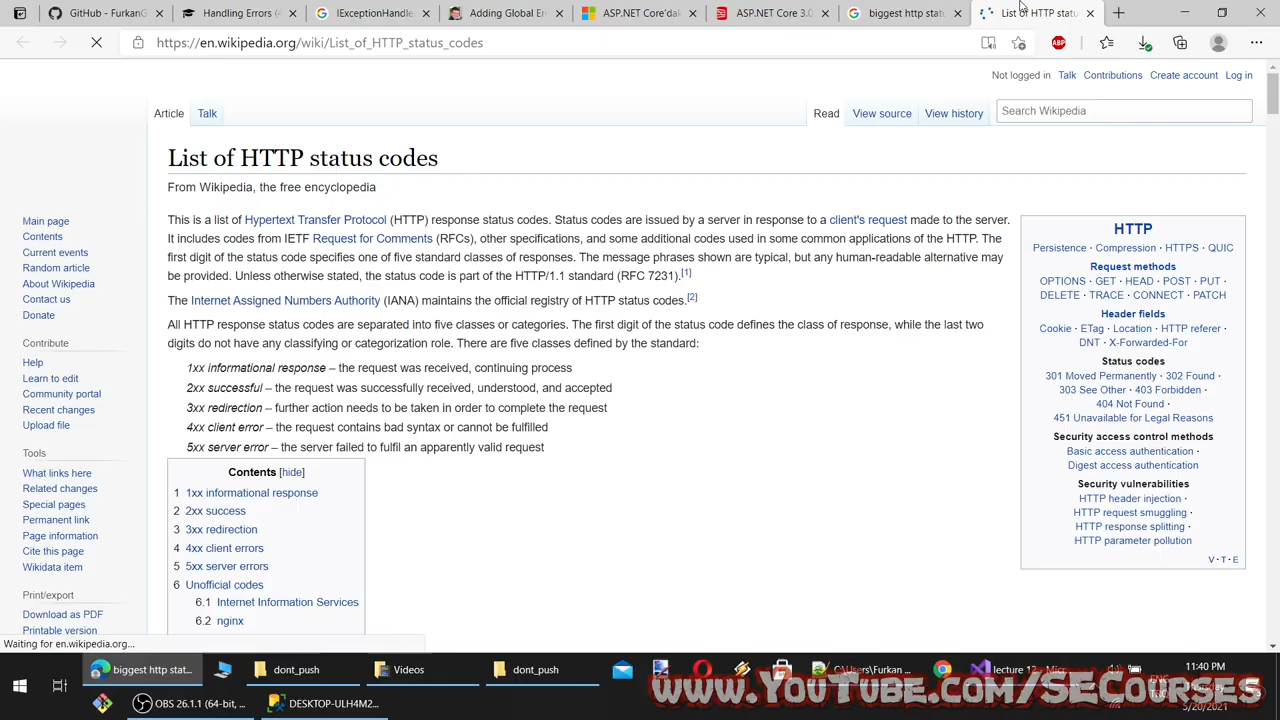 GitHub - FurkanG
Handling Errors (4
IExceptionHandle
Adding Global Er
ASP.NET Core'dak
ASP.NET Core 3.0
biggest http statu
List of HTTP statu
https://en.wikipedia.org/wiki/List_of_HTTP_status_codes
ABP
Not logged in Talk Contributions Create account Log in
Article Talk
Read View source View history
Search Wikipedia
List of HTTP status codes
From Wikipedia, the free encyclopedia
This is a list of Hypertext Transfer Protocol (HTTP) response status codes. Status codes are issued by a server in response to a client's request made to the server.
It includes codes from IETF Request for Comments (RFCs), other specifications, and some additional codes used in some common applications of the HTTP. The
first digit of the status code specifies one of five standard classes of responses. The message phrases shown are typical, but any human-readable alternative may
be provided. Unless otherwise stated, the status code is part of the HTTP/1.1 standard (RFC 7231).[1]
The Internet Assigned Numbers Authority (IANA) maintains the official registry of HTTP status codes.[2]
All HTTP response status codes are separated into five classes or categories. The first digit of the status code defines the class of response, while the last two
digits do not have any classifying or categorization role. There are five classes defined by the standard:
1xx informational response – the request was received, continuing process
2xx successful – the request was successfully received, understood, and accepted
3xx redirection – further action needs to be taken in order to complete the request
4xx client error – the request contains bad syntax or cannot be fulfilled
5xx server error – the server failed to fulfil an apparently valid request
Contents [hide]
1 1xx informational response
2 2xx success
3 3xx redirection
4 4xx client errors
5 5xx server errors
6 Unofficial codes
6.1 Internet Information Services
6.2 nginx
Main page
Contents
Current events
Random article
About Wikipedia
Contact us
Donate
Contribute
Help
Learn to edit
Community portal
Recent changes
Upload file
Tools
What links here
Related changes
Special pages
Permanent link
Page information
Cite this page
Wikidata item
Print/export
Download as PDF
Printable version
HTTP
Persistence · Compression · HTTPS · QUIC
Request methods
OPTIONS · GET · HEAD · POST · PUT ·
DELETE · TRACE · CONNECT · PATCH
Header fields
Cookie · ETag · Location · HTTP referer ·
DNT · X-Forwarded-For
Status codes
301 Moved Permanently · 302 Found ·
303 See Other · 403 Forbidden ·
404 Not Found ·
451 Unavailable for Legal Reasons
Security access control methods
Basic access authentication ·
Digest access authentication
Security vulnerabilities
HTTP header injection ·
HTTP request smuggling ·
HTTP response splitting ·
HTTP parameter pollution
V · T · E
Waiting for en.wikipedia.org...
biggest http stat...
dont_push
Videos
dont_push
C:\Users\Furkan ...
lecture 12 - Micr...
11:40 PM
ENG
Thursday
5/20/2021
OBS 26.1.1 (64-bit, ...
DESKTOP-ULH4M2...
www.YouTube.com/SECourses